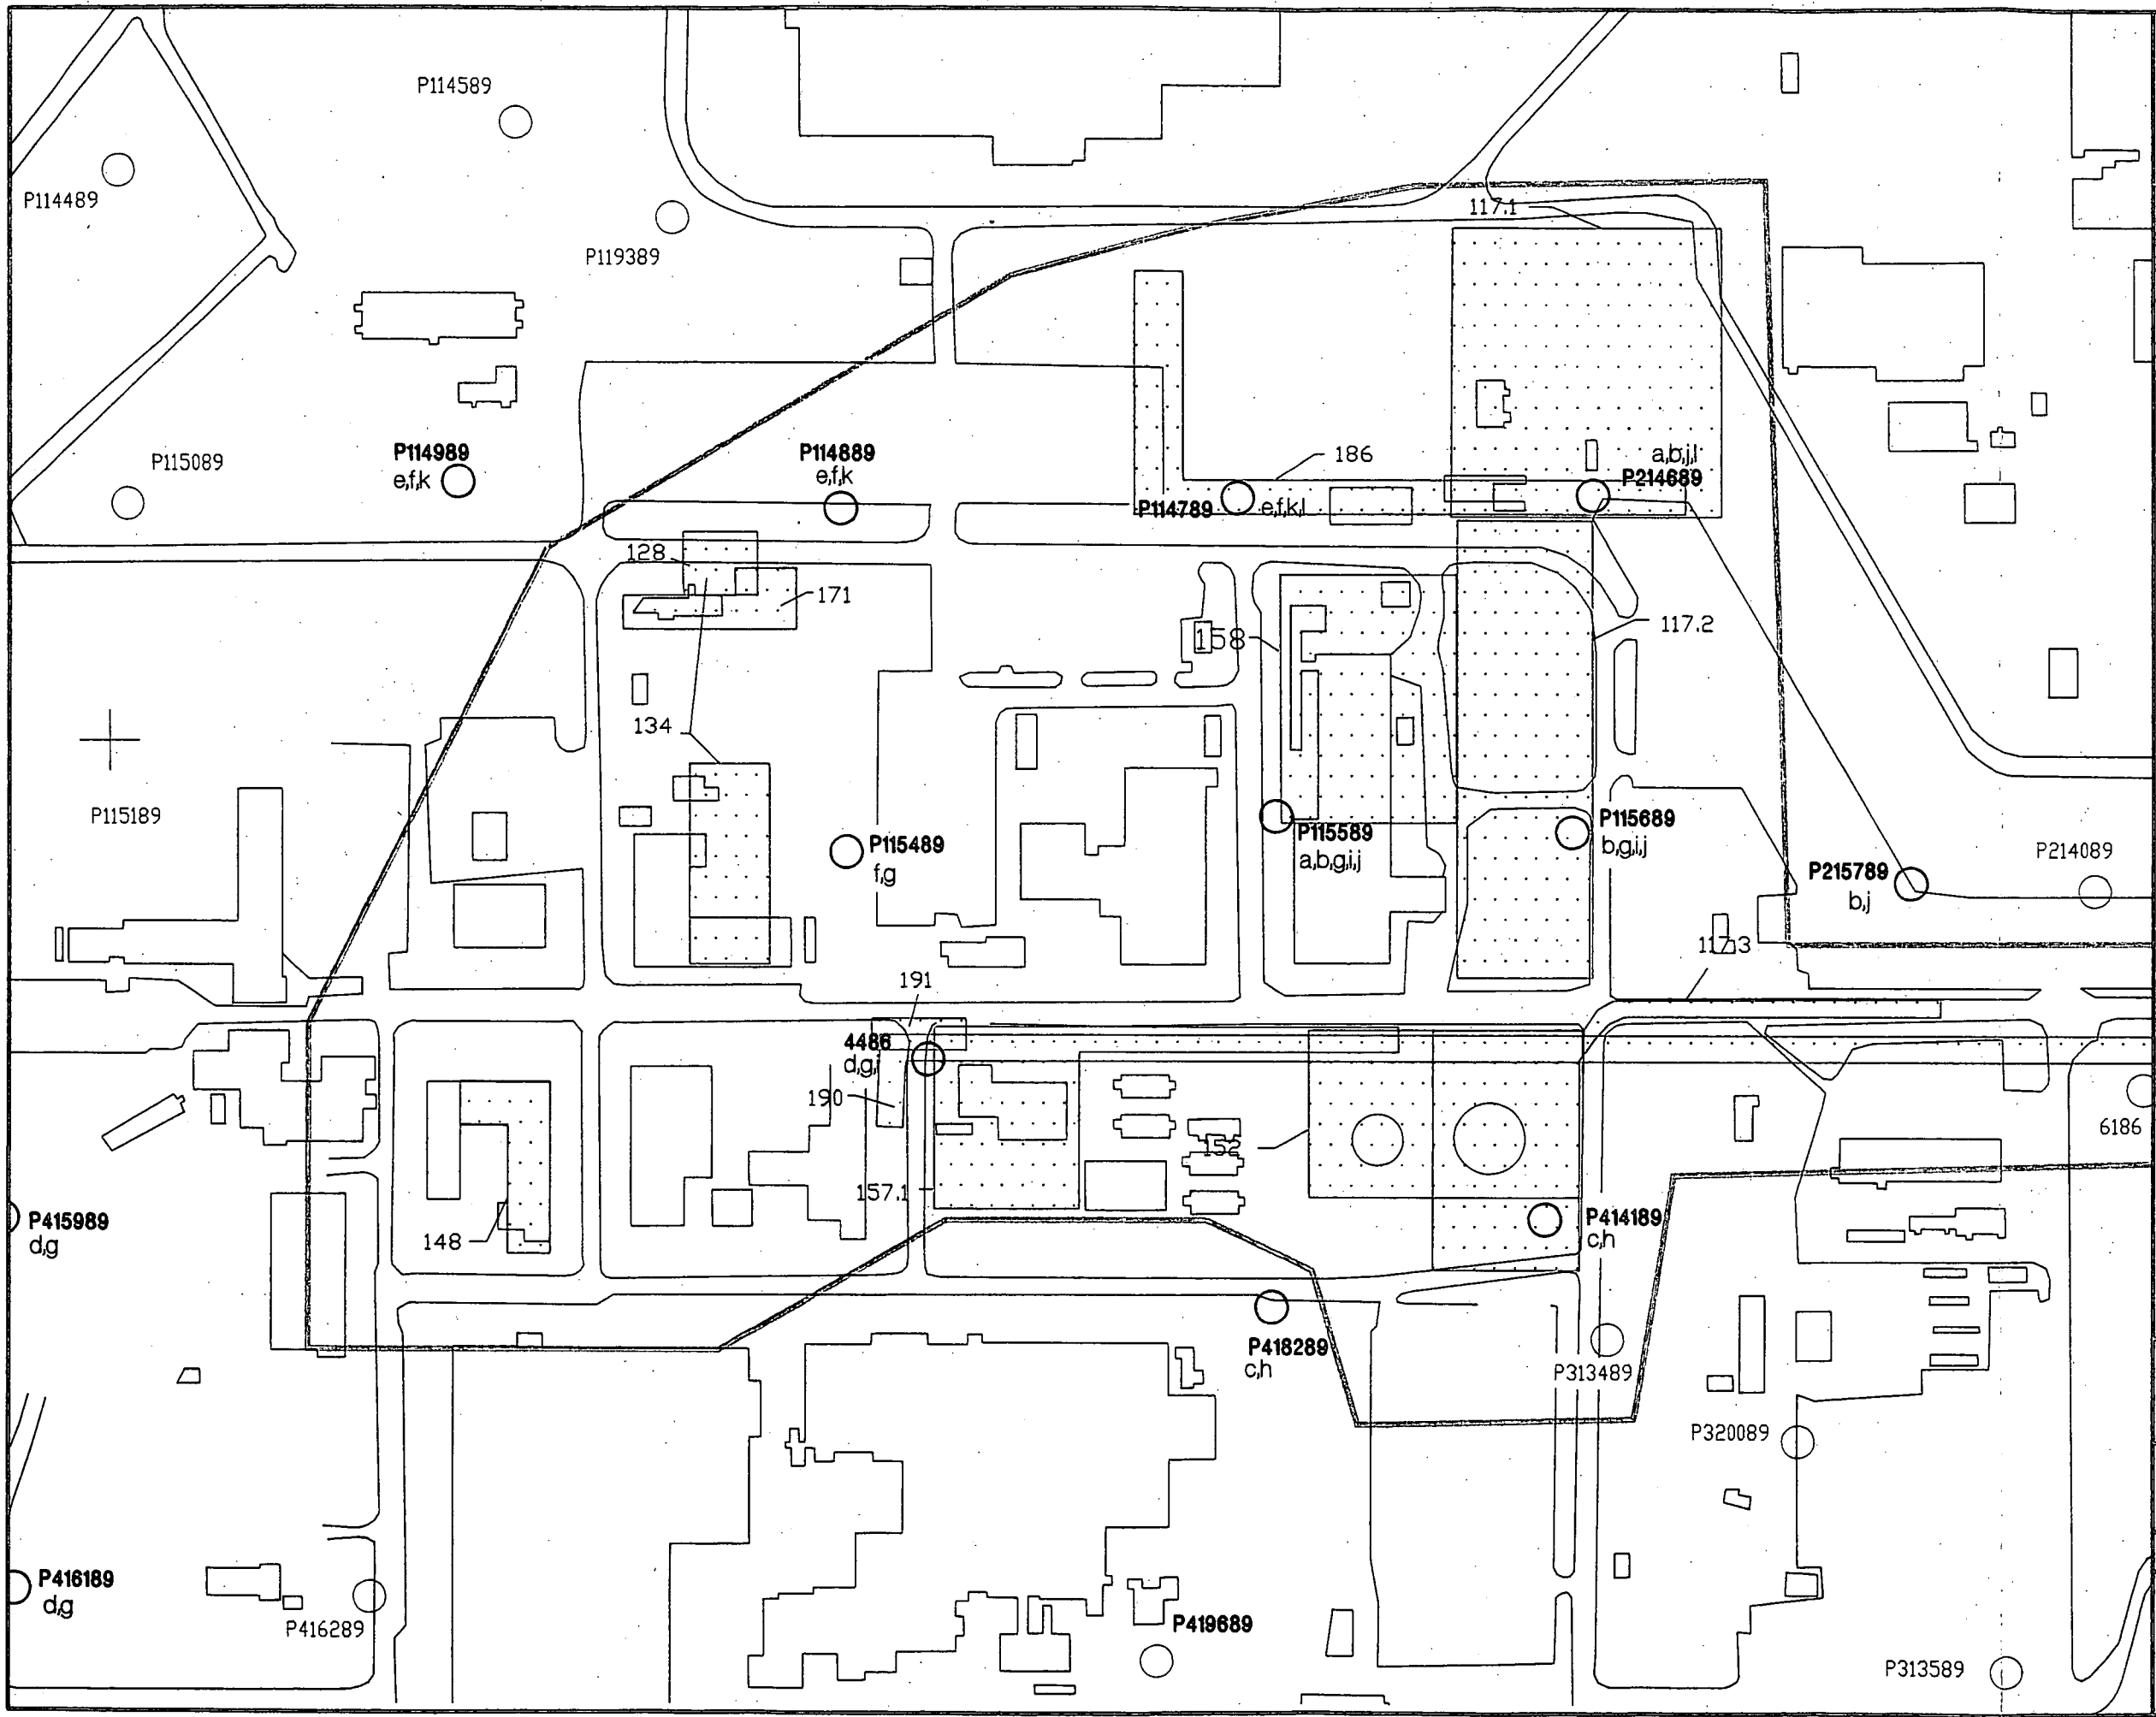 P114589
P114489
117.1
P119389
P114989
e,f,k
P114889
e,f,k
P115089
186
a,b,j,l
P214689
P114789
e,f,k,l
128
171
158
117.2
134
P115189
P115489
f,g
P115589
a,b,g,i,j
P115689
b,g,i,j
P214089
P215789
b,j
117.3
191
4486
d,g,i
190
6186
152
157.1
148
P415989
d,g
P414189
c,h
P418289
c,h
P313489
P320089
P416189
d,g
P416289
P419689
P313589